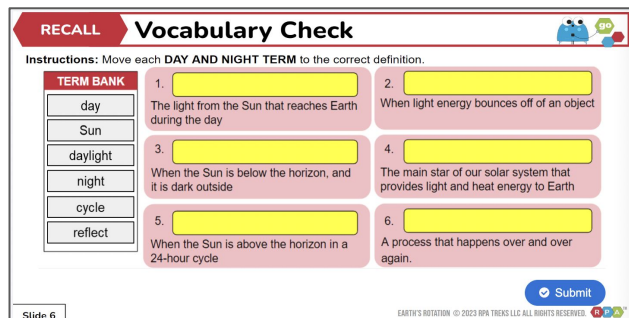 RECALL
Vocabulary Check
go
Instructions: Move each DAY AND NIGHT TERM to the correct definition.
TERM BANK
day
Sun
daylight
night
cycle
reflect
1.
The light from the Sun that reaches Earth
during the day
2.
When light energy bounces off of an object
3.
When the Sun is below the horizon, and
it is dark outside
4.
The main star of our solar system that
provides light and heat energy to Earth
5.
When the Sun is above the horizon in a
24-hour cycle
6.
A process that happens over and over
again.
Submit
Slide 6
EARTH'S ROTATION © 2023 RPA TREKS LLC ALL RIGHTS RESERVED.
R P A